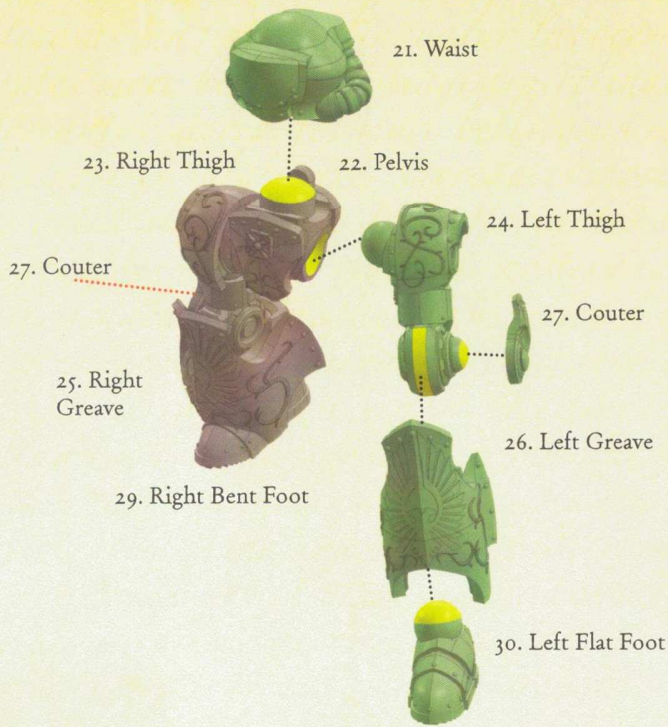 21. Waist
23. Right Thigh
22. Pelvis
24. Left Thigh
27. Couter
27. Couter
25. Right
Greave
26. Left Greave
29. Right Bent Foot
30. Left Flat Foot